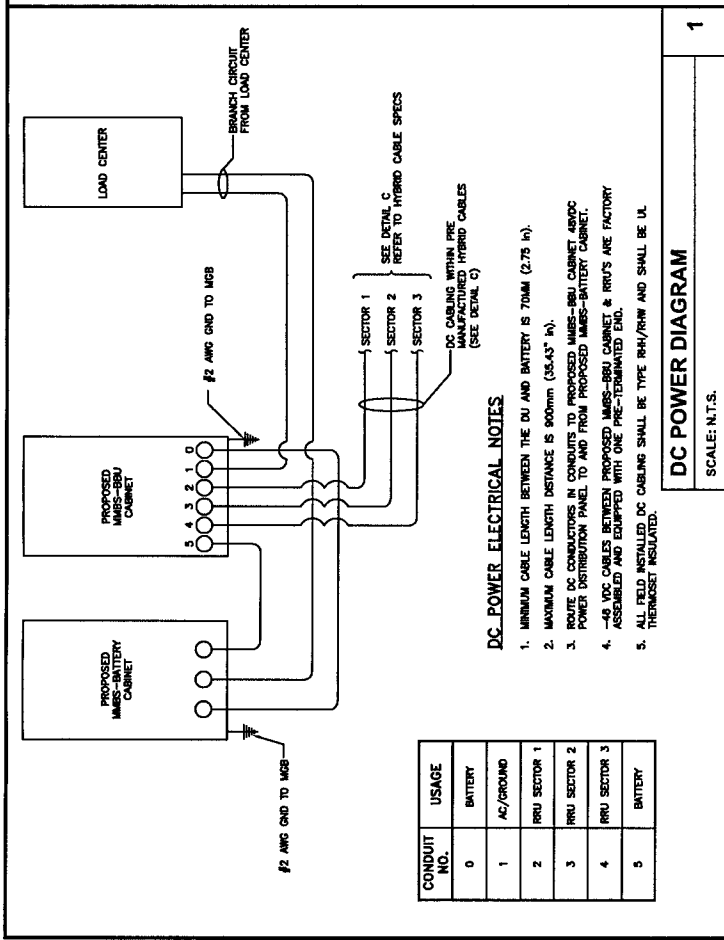 LOAD CENTER
BRANCH CIRCUIT
FROM LOAD CENTER
PROPOSED
MMBS-BBU
CABINET
5 4 3 2 1 0
#2 AWG GND TO MGB
PROPOSED
MMBS-BATTERY
CABINET
#2 AWG GND TO MGB
SECTOR 1
SECTOR 2
SECTOR 3
SEE DETAIL C
REFER TO HYBRID CABLE SPECS
DC CABLING WITHIN PRE
MANUFACTURED HYBRID CABLES
(SEE DETAIL C)
CONDUIT NO. USAGE
0 BATTERY
1 AC/GROUND
2 RRU SECTOR 1
3 RRU SECTOR 2
4 RRU SECTOR 3
5 BATTERY
DC POWER ELECTRICAL NOTES
1. MINIMUM CABLE LENGTH BETWEEN THE DU AND BATTERY IS 70MM (2.75 in).
2. MAXIMUM CABLE LENGTH DISTANCE IS 900mm (35.43" in).
3. ROUTE DC CONDUCTORS IN CONDUITS TO PROPOSED MMBS-BBU CABINET 48VDC
POWER DISTRIBUTION PANEL TO AND FROM PROPOSED MMBS-BATTERY CABINET.
4. -48 VDC CABLES BETWEEN PROPOSED MMBS-BBU CABINET & RRU'S ARE FACTORY
ASSEMBLED AND EQUIPPED WITH ONE PRE-TERMINATED END.
5. ALL FIELD INSTALLED DC CABLING SHALL BE TYPE RHH/RHW AND SHALL BE UL
THERMOSET INSULATED.
DC POWER DIAGRAM
SCALE: N.T.S.
1